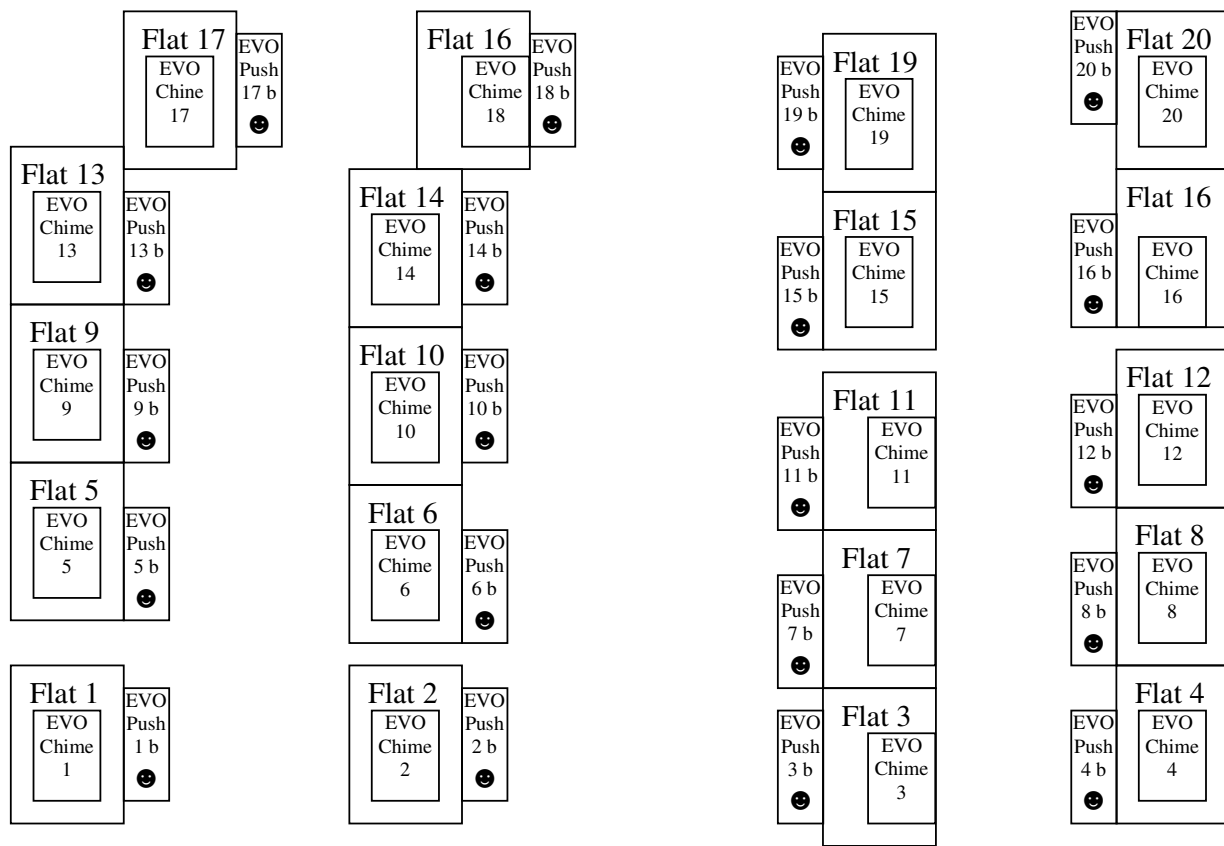 Flat 17
EVO
Chine
17
EVO
Push
17 b
Flat 16
EVO
Chime
18
EVO
Push
18 b
EVO
Push
19 b
Flat 19
EVO
Chime
19
EVO
Push
20 b
Flat 20
EVO
Chime
20
Flat 13
EVO
Chime
13
EVO
Push
13 b
Flat 14
EVO
Chime
14
EVO
Push
14 b
EVO
Push
15 b
Flat 15
EVO
Chime
15
EVO
Push
16 b
Flat 16
EVO
Chime
16
Flat 9
EVO
Chime
9
EVO
Push
9 b
Flat 10
EVO
Chime
10
EVO
Push
10 b
EVO
Push
11 b
Flat 11
EVO
Chime
11
EVO
Push
12 b
Flat 12
EVO
Chime
12
Flat 5
EVO
Chime
5
EVO
Push
5 b
Flat 6
EVO
Chime
6
EVO
Push
6 b
EVO
Push
7 b
Flat 7
EVO
Chime
7
EVO
Push
8 b
Flat 8
EVO
Chime
8
Flat 1
EVO
Chime
1
EVO
Push
1 b
Flat 2
EVO
Chime
2
EVO
Push
2 b
EVO
Push
3 b
Flat 3
EVO
Chime
3
EVO
Push
4 b
Flat 4
EVO
Chime
4